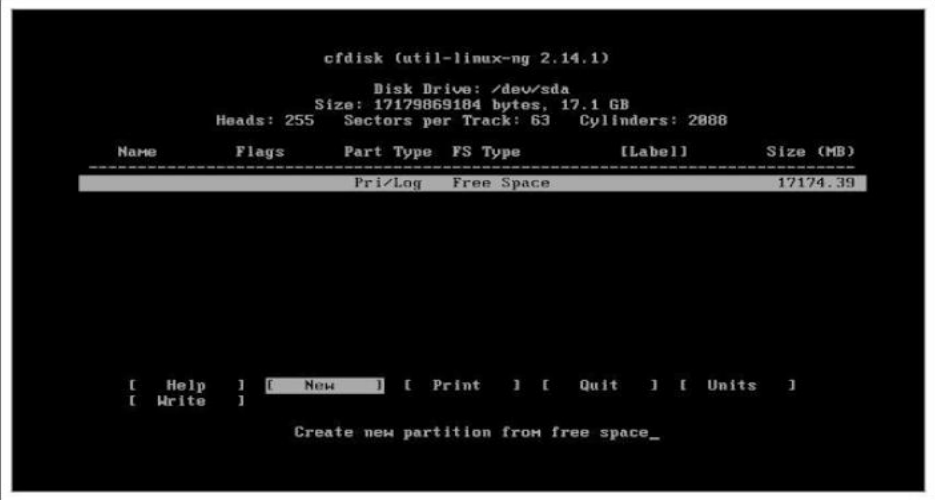 cfdisk (util-linux-ng 2.14.1)
Disk Drive: /dev/sda
Size: 17179869184 bytes, 17.1 GB
Heads: 255 Sectors per Track: 63 Cylinders: 2088
Name Flags Part Type FS Type [Label] Size (MB)
Pri/Log Free Space 17174.39
[ Help ] [ New ] [ Print ] [ Quit ] [ Units ]
[ Write ]
Create new partition from free space_